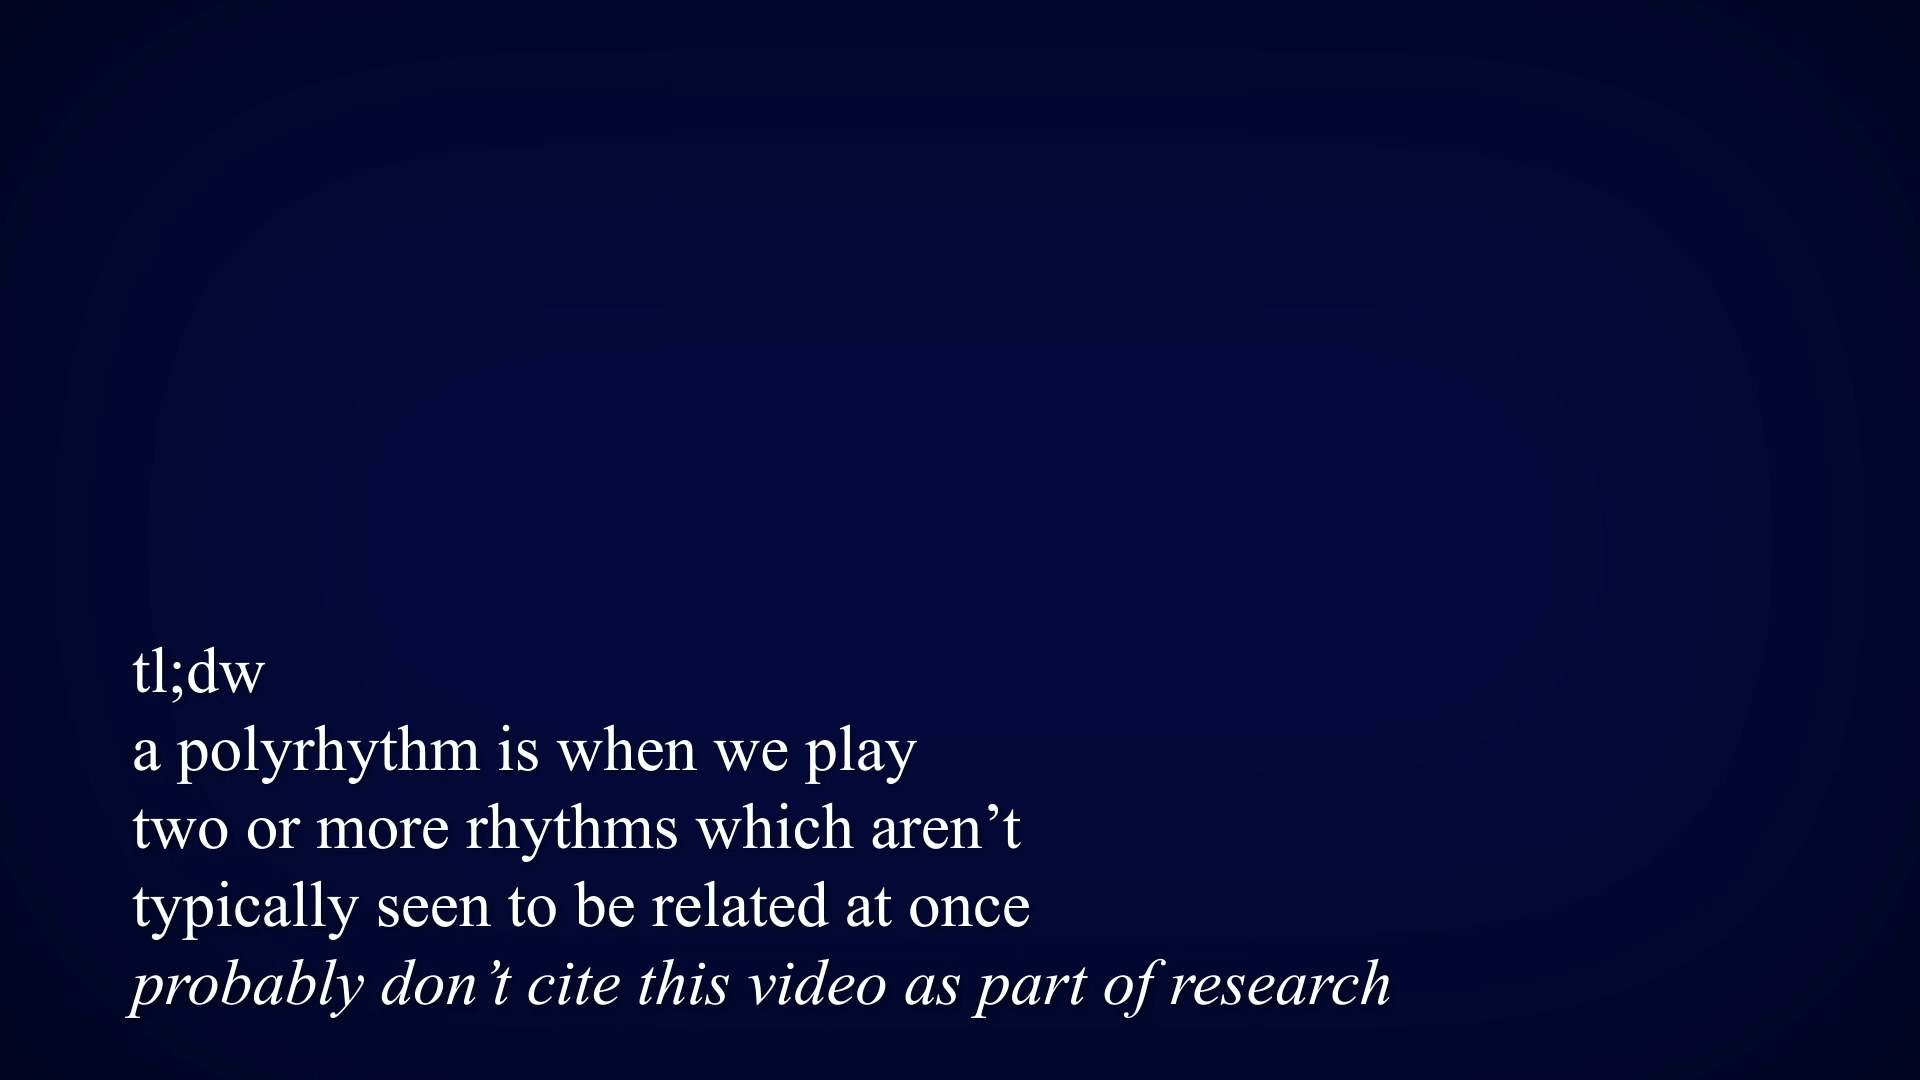 tl;dw
a polyrhythm is when we play
two or more rhythms which aren’t
typically seen to be related at once
probably don’t cite this video as part of research